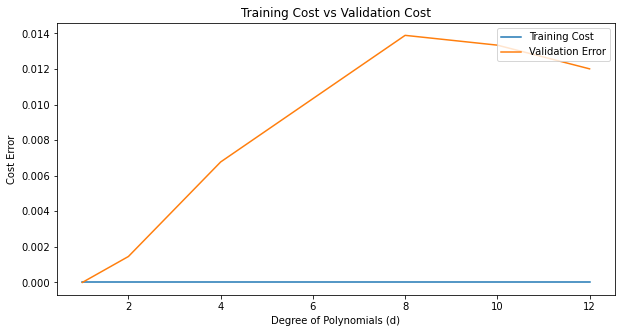 Training Cost vs Validation Cost
Training Cost
Validation Error
0.014
0.012
0.010
0.008
0.006
0.004
0.002
0.000
Cost Error
2 4 6 8 10 12
Degree of Polynomials (d)